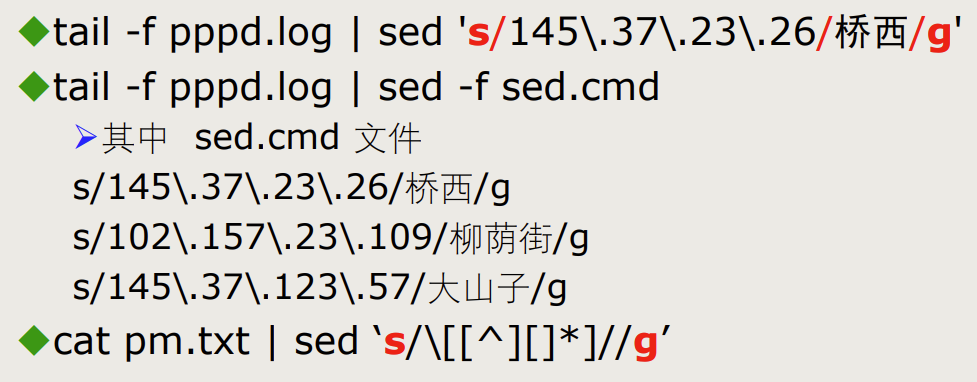 ◆tail -f pppd.log | sed 's/145\.37\.23\.26/桥西/g'
◆tail -f pppd.log | sed -f sed.cmd
➢其中 sed.cmd 文件
s/145\.37\.23\.26/桥西/g
s/102\.157\.23\.109/柳荫街/g
s/145\.37\.123\.57/大山子/g
◆cat pm.txt | sed ‘s/\[[^][]*]//g’